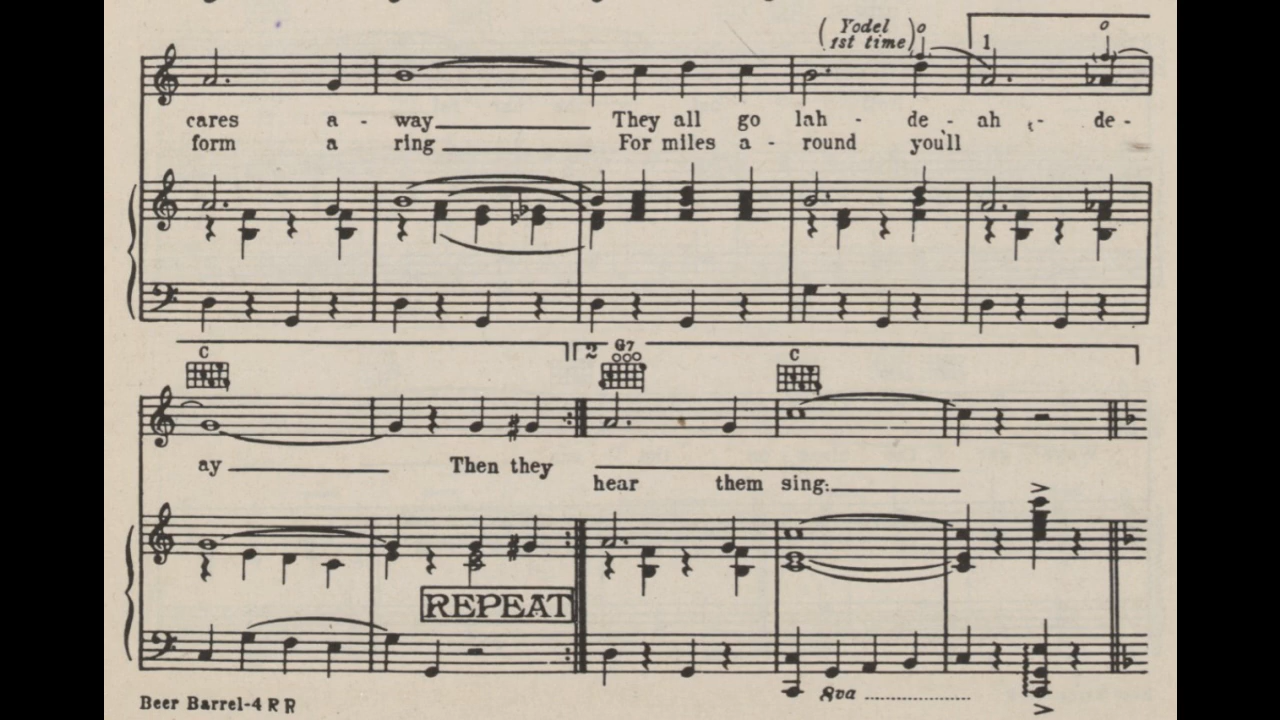 (Yodel
1st time)
1
cares a - way They all go lah - de - ah - de -
form a ring For miles a - round you'll
C 2 G7 C
ay Then they
hear them sing:
REPEAT
8va
Beer Barrel-4 RR